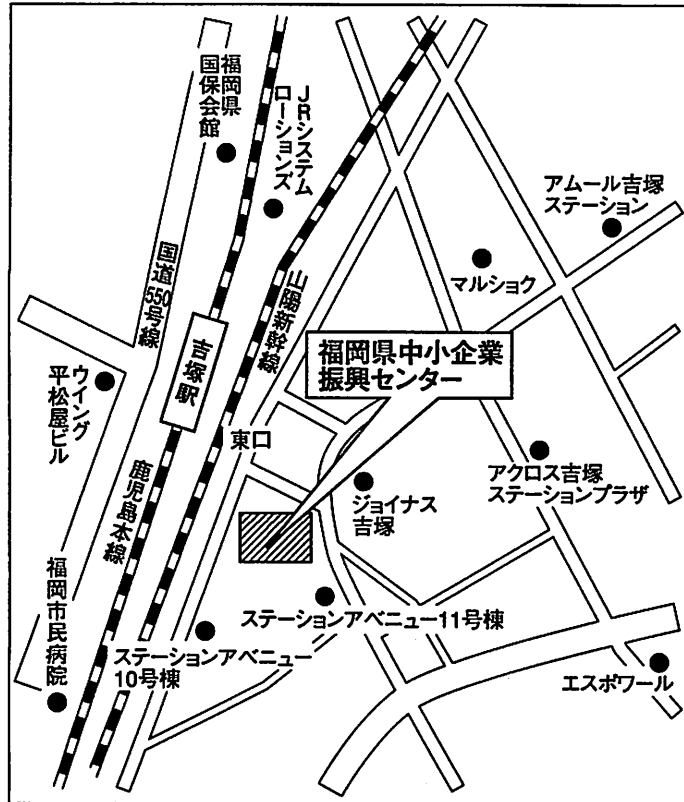 福岡県
国保会館
JRシステム
ローションズ
アムール吉塚
ステーション
マルショク
国道550号線
山陽新幹線
吉塚駅
福岡県中小企業
振興センター
ウイング
平松屋ビル
東口
鹿児島本線
ジョイナス
吉塚
アクロス吉塚
ステーションプラザ
福岡市民病院
ステーションアベニュー11号棟
ステーションアベニュー
10号棟
エスポワール